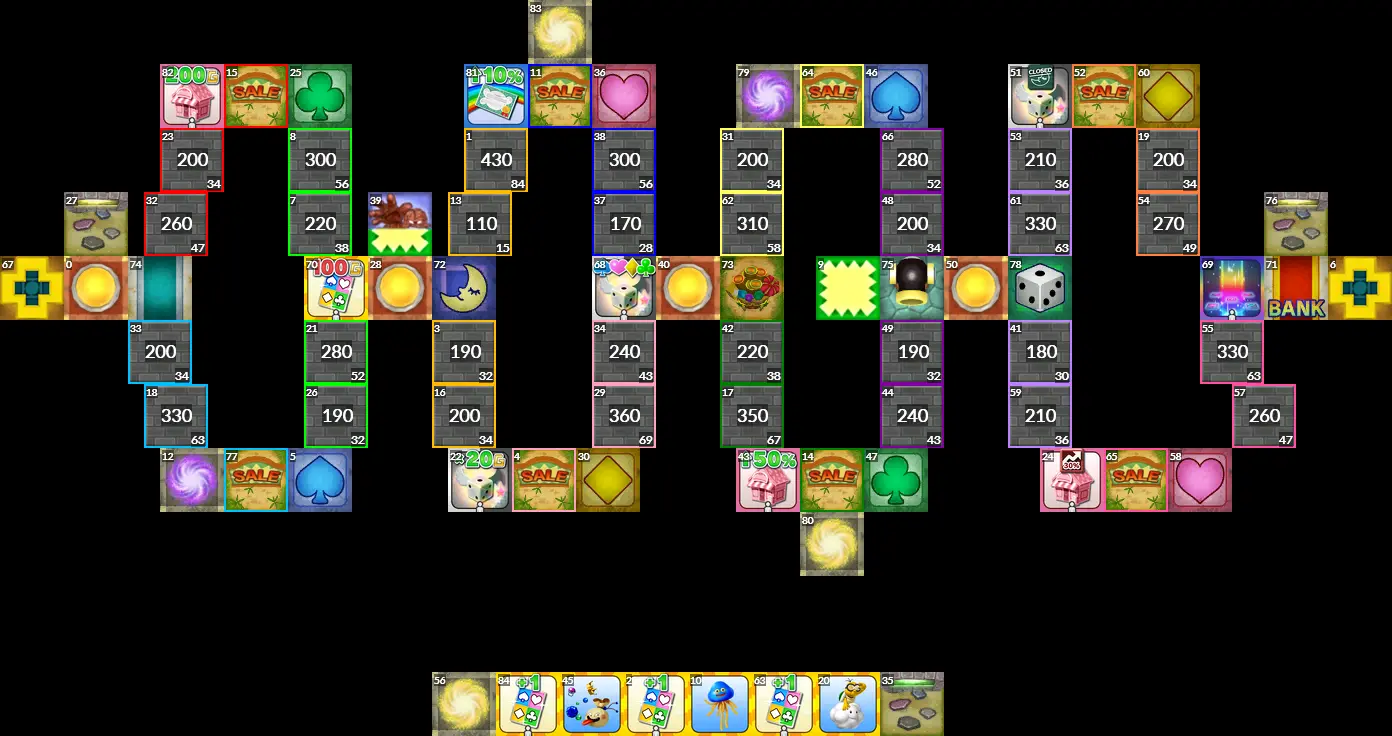 83
82 200G 15 SALE 25 81 10% 11 SALE 36 79 64 SALE 46 51 CLOSED 52 SALE 60
23 200 34 8 300 56 1 430 84 38 300 56 31 200 34 66 280 52 53 210 36 19 200 34
27 32 260 47 7 220 38 39 13 110 15 37 170 28 62 310 58 48 200 34 61 330 63 54 270 49 76
67 0 74 70 100G 28 72 68 40 73 9 75 50 78 69 71 BANK 6
33 200 34 21 280 52 3 190 32 34 240 43 42 220 38 49 190 32 41 180 30 55 330 63
18 330 63 26 190 32 16 200 34 29 360 69 17 350 67 44 240 43 59 210 36 57 260 47
12 77 SALE 5 22 ×20G 4 SALE 30 43 50% 14 SALE 47 24 30% 65 SALE 58
80
56 84 +1 45 2 +1 10 63 +1 20 35